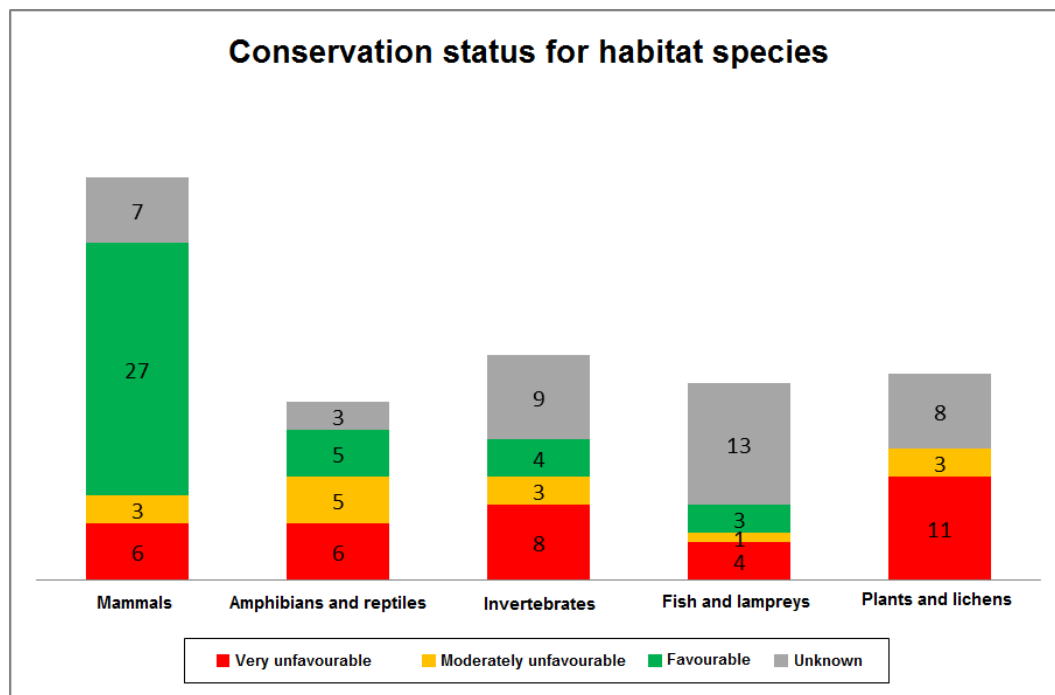 Conservation status for habitat species
7
27
3
6
3
5
5
6
9
4
3
8
13
3
1
4
8
3
11
Mammals
Amphibians and reptiles
Invertebrates
Fish and lampreys
Plants and lichens
Very unfavourable
Moderately unfavourable
Favourable
Unknown